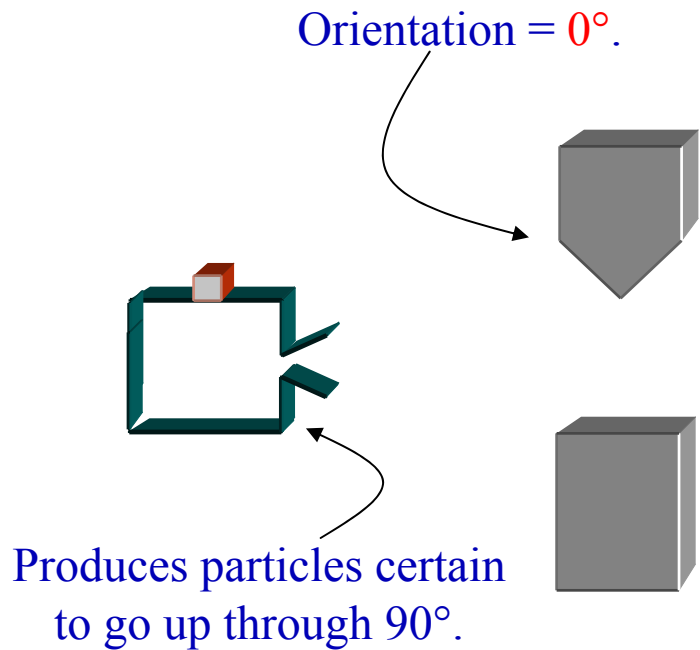 Orientation = 0°.
Produces particles certain
to go up through 90°.